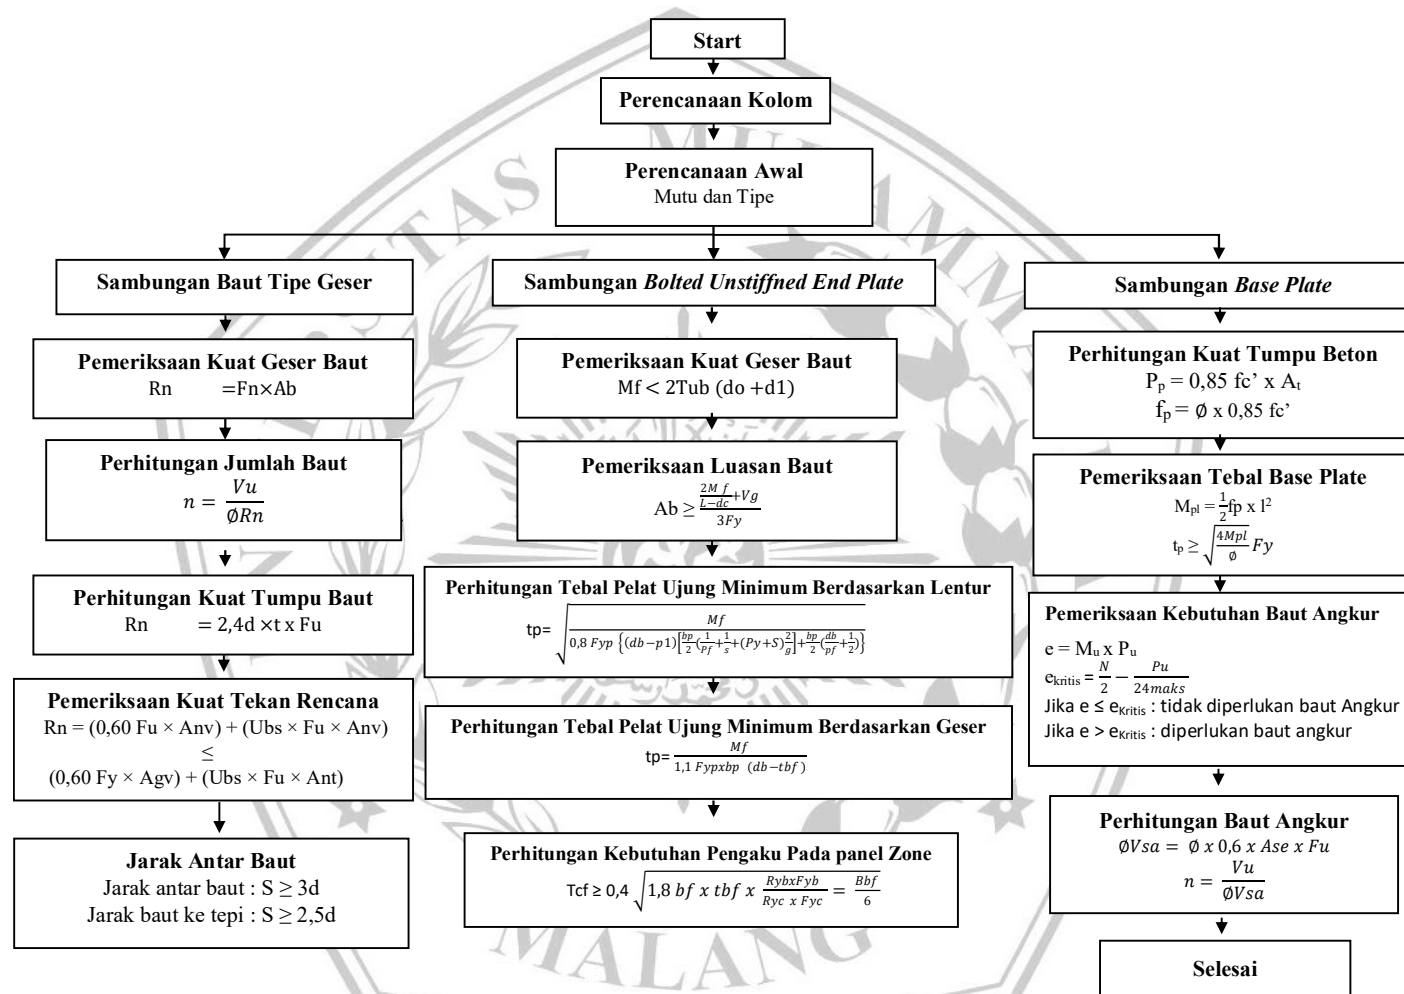 Start
Perencanaan Kolom
Perencanaan Awal
Mutu dan Tipe
Sambungan Baut Tipe Geser
Pemeriksaan Kuat Geser Baut
Rn =Fn×Ab
Perhitungan Jumlah Baut
n = Vu / ØRn
Perhitungan Kuat Tumpu Baut
Rn = 2,4d ×t x Fu
Pemeriksaan Kuat Tekan Rencana
Rn = (0,60 Fu × Anv) + (Ubs × Fu × Anv)
≤
(0,60 Fy × Agv) + (Ubs × Fu × Ant)
Jarak Antar Baut
Jarak antar baut : S ≥ 3d
Jarak baut ke tepi : S ≥ 2,5d
Sambungan Bolted Unstiffned End Plate
Pemeriksaan Kuat Geser Baut
Mf < 2Tub (do +d1)
Pemeriksaan Luasan Baut
Ab ≥ (2M f / L−dc + Vg) / 3Fy
Perhitungan Tebal Pelat Ujung Minimum Berdasarkan Lentur
tp= √(Mf / 0,8 Fyp {(db−p1)[bp/2 (1/Pf + 1/s + (Py+S) 2/g] + bp/2 (db/pf + 1/2)})
Perhitungan Tebal Pelat Ujung Minimum Berdasarkan Geser
tp= Mf / 1,1 Fypxbp (db−tbf)
Perhitungan Kebutuhan Pengaku Pada panel Zone
Tcf ≥ 0,4 √(1,8 bf x tbf x RybxFyb / Ryc x Fyc = Bbf / 6)
Sambungan Base Plate
Perhitungan Kuat Tumpu Beton
Pp = 0,85 fc’ x At
fp = Ø x 0,85 fc’
Pemeriksaan Tebal Base Plate
Mpl = 1/2 fp x l²
tp ≥ √(4Mpl / Ø) Fy
Pemeriksaan Kebutuhan Baut Angkur
e = Mu x Pu
ekritis = N/2 − Pu / 24maks
Jika e ≤ eKritis : tidak diperlukan baut Angkur
Jika e > eKritis : diperlukan baut angkur
Perhitungan Baut Angkur
ØVsa = Ø x 0,6 x Ase x Fu
n = Vu / ØVsa
Selesai
MALANG